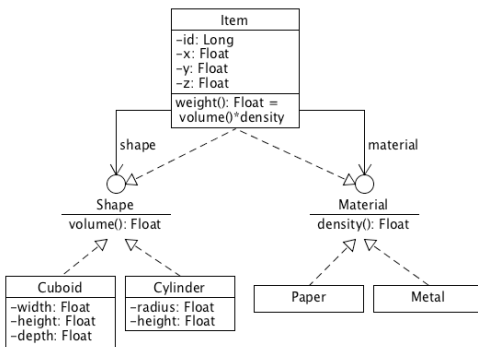 Item
-id: Long
-x: Float
-y: Float
-z: Float
weight(): Float =
volume()*density
shape
material
Shape
volume(): Float
Material
density(): Float
Cuboid
-width: Float
-height: Float
-depth: Float
Cylinder
-radius: Float
-height: Float
Paper
Metal